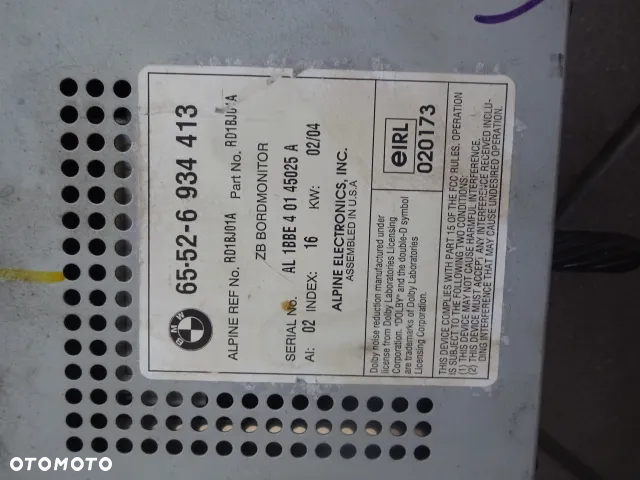 BMW
65-52-6 934 413
ALPINE REF No. RD1BJ01A Part No. RD1BJ01A
ZB BORDMONITOR
SERIAL No. AL 1BBE 4 01 45025 A
AI: 02 INDEX: 16 KW: 02/04
ALPINE ELECTRONICS, INC.
ASSEMBLED IN U.S.A
Dolby noise reduction manufactured under
license from Dolby Laboratories Licensing
Corporation. "DOLBY" and the double-D symbol
are trademarks of Dolby Laboratories
Licensing Corporation.
eIRL
020173
THIS DEVICE COMPLIES WITH PART 15 OF THE FCC RULES. OPERATION
IS SUBJECT TO THE FOLLOWING TWO CONDITIONS:
(1) THIS DEVICE MAY NOT CAUSE HARMFUL INTERFERENCE.
(2) THIS DEVICE MUST ACCEPT ANY INTERFERENCE RECEIVED INCLU-
DING INTERFERENCE THAT MAY CAUSE UNDESIRED OPERATION.
OTOMOTO